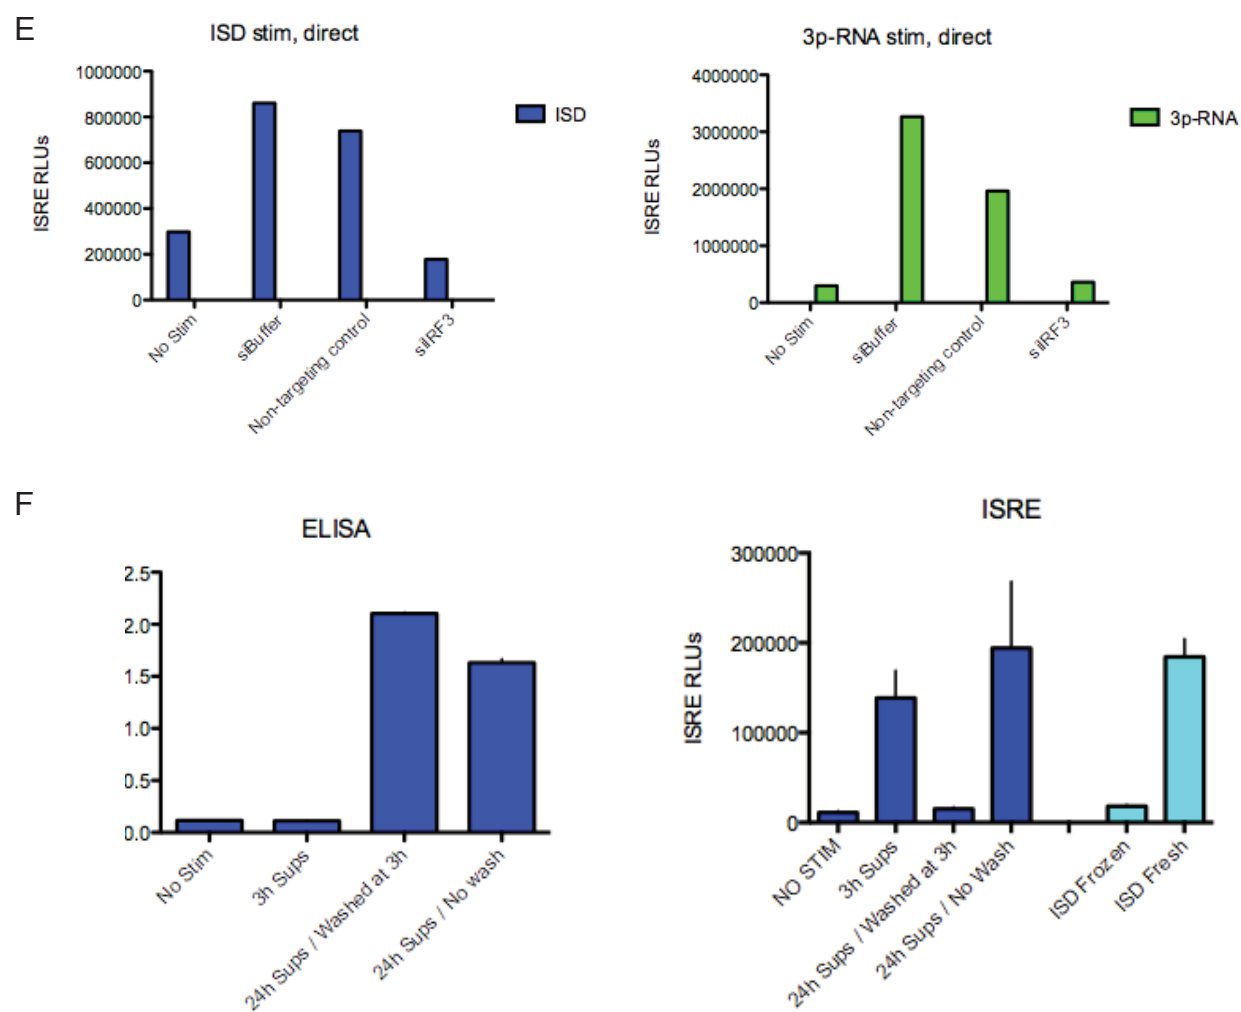 E
ISD stim, direct
1000000
800000
600000
400000
200000
0
ISRE RLUs
No Stim
siBuffer
Non-targeting control
siIRF3
ISD
3p-RNA stim, direct
4000000
3000000
2000000
1000000
0
ISRE RLUs
No Stim
siBuffer
Non-targeting control
siIRF3
3p-RNA
F
ELISA
2.5
2.0
1.5
1.0
0.5
0.0
No Stim
3h Sups
24h Sups / Washed at 3h
24h Sups / No wash
ISRE
300000
200000
100000
0
ISRE RLUs
NO STIM
3h Sups
24h Sups / Washed at 3h
24h Sups / No Wash
ISD Frozen
ISD Fresh